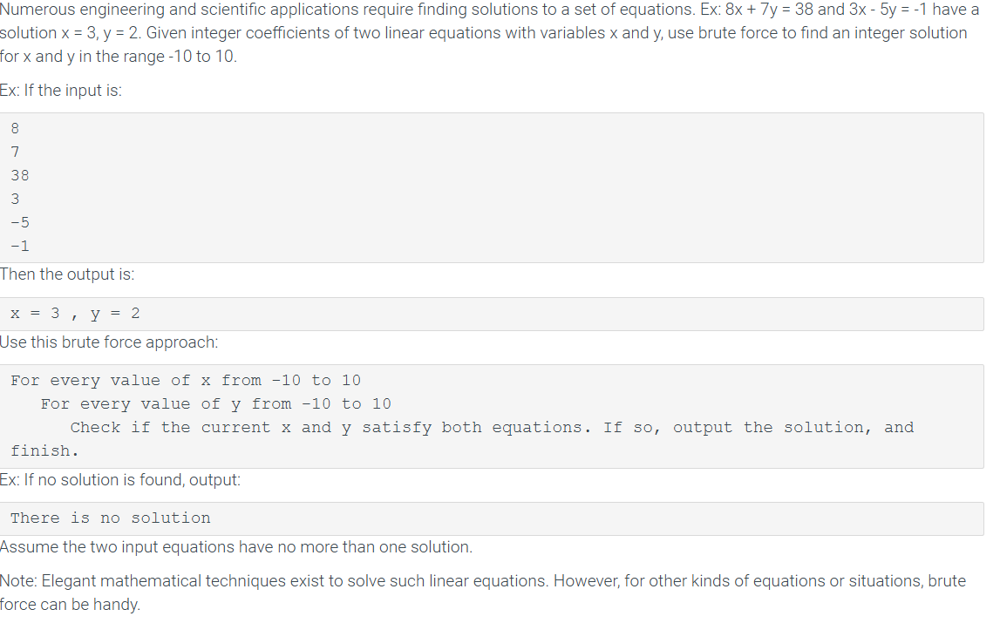 Numerous engineering and scientific applications require finding solutions to a set of equations. Ex: 8x + 7y = 38 and 3x - 5y = -1 have a
solution x = 3, y = 2. Given integer coefficients of two linear equations with variables x and y, use brute force to find an integer solution
for x and y in the range -10 to 10.
Ex: If the input is:
8
7
38
3
-5
-1
Then the output is:
x = 3 , y = 2
Use this brute force approach:
For every value of x from -10 to 10
   For every value of y from -10 to 10
      Check if the current x and y satisfy both equations. If so, output the solution, and
finish.
Ex: If no solution is found, output:
There is no solution
Assume the two input equations have no more than one solution.
Note: Elegant mathematical techniques exist to solve such linear equations. However, for other kinds of equations or situations, brute
force can be handy.